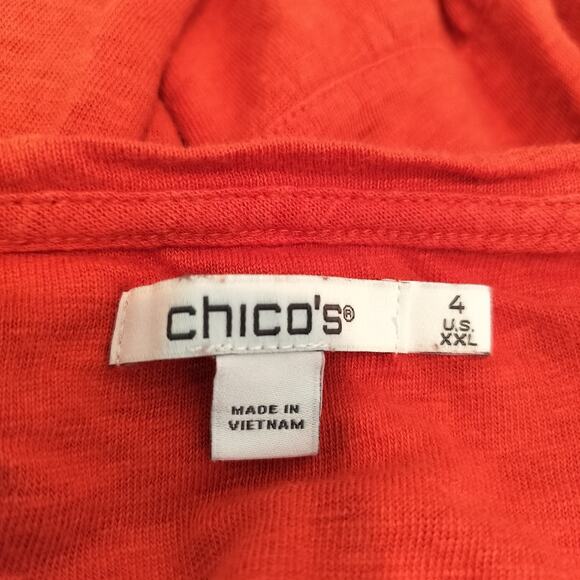 chico's®
4
U.S.
XXL
MADE IN
VIETNAM